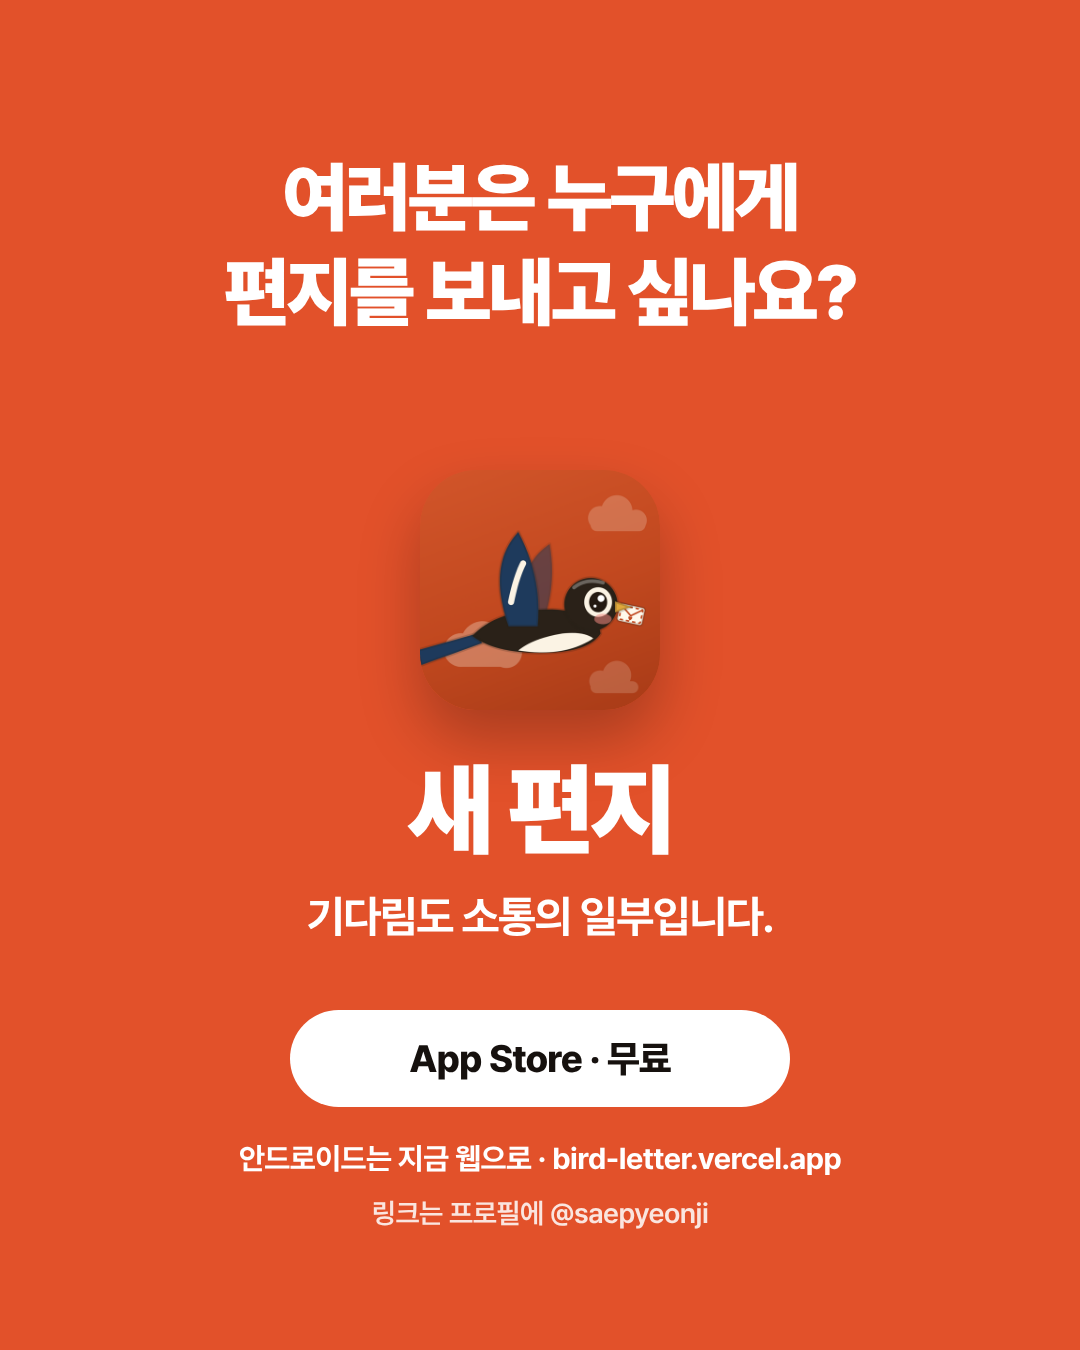 여러분은 누구에게
편지를 보내고 싶나요?
새 편지
기다림도 소통의 일부입니다.
App Store · 무료
안드로이드는 지금 웹으로 · bird-letter.vercel.app
링크는 프로필에 @saepyeonji